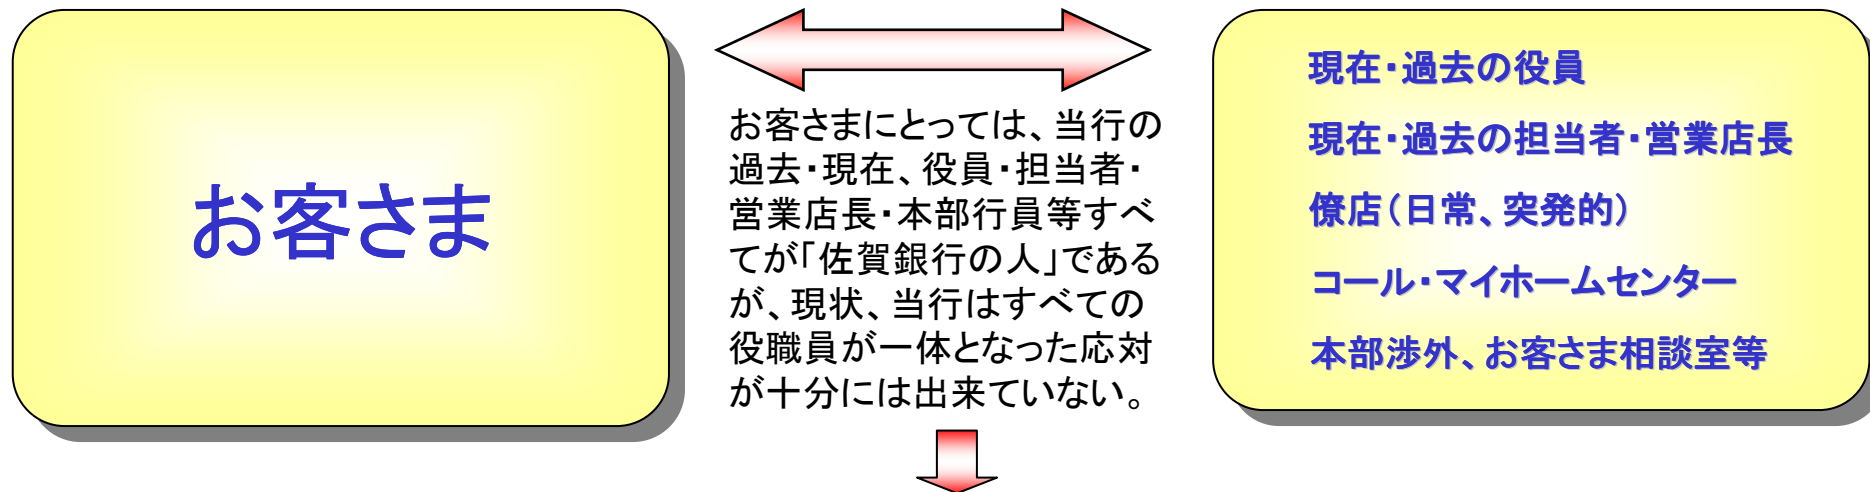 お客さま
お客さまにとっては、当行の
過去・現在、役員・担当者・
営業店長・本部行員等すべ
てが「佐賀銀行の人」である
が、現状、当行はすべての
役職員が一体となった応対
が十分には出来ていない。
現在・過去の役員
現在・過去の担当者・営業店長
僚店（日常、突発的）
コール・マイホームセンター
本部渉外、お客さま相談室等